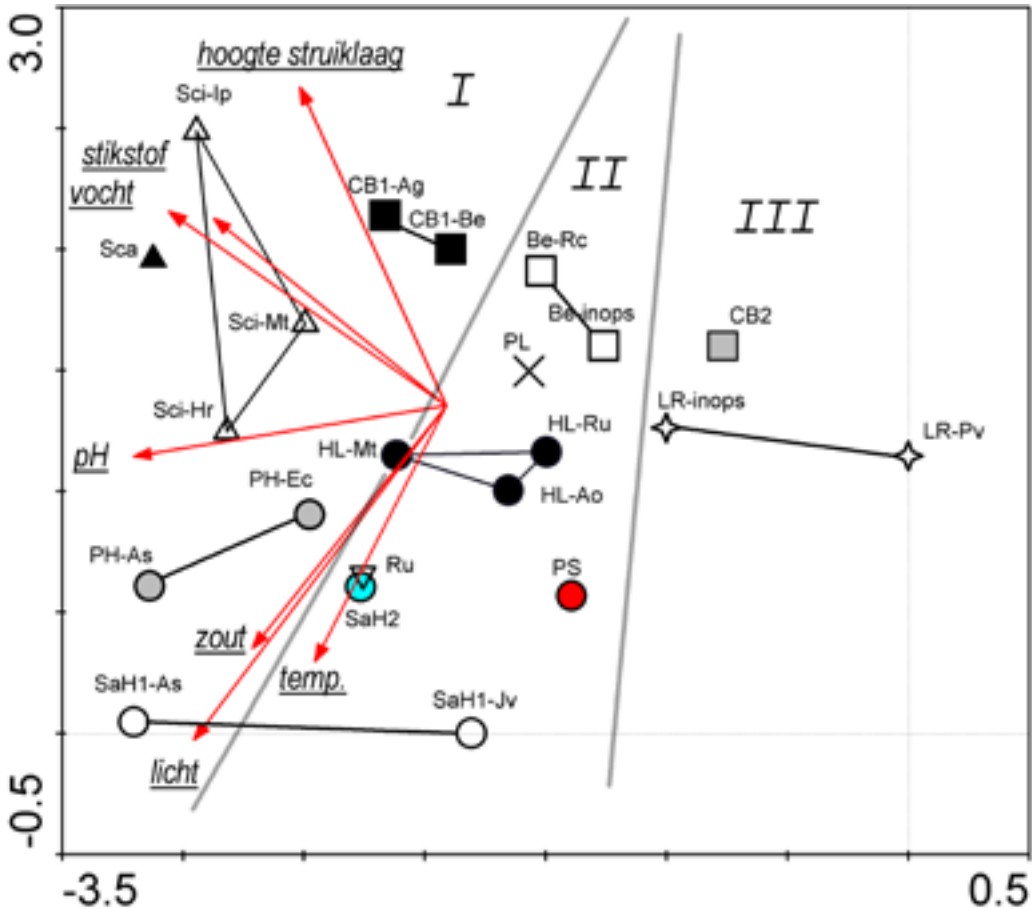 3.0
hoogte struiklaag
I
Sci-Ip
stikstof
vocht
II
CB1-Ag
III
CB1-Be
Sca
Be-Rc
Sci-Mt
Be-inops
CB2
PL
Sci-Hr
LR-inops
HL-Ru
LR-Pv
pH
HL-Mt
PH-Ec
HL-Ao
PH-As
Ru
PS
SaH2
zout
temp.
SaH1-As
SaH1-Jv
licht
-0.5
-3.5
0.5